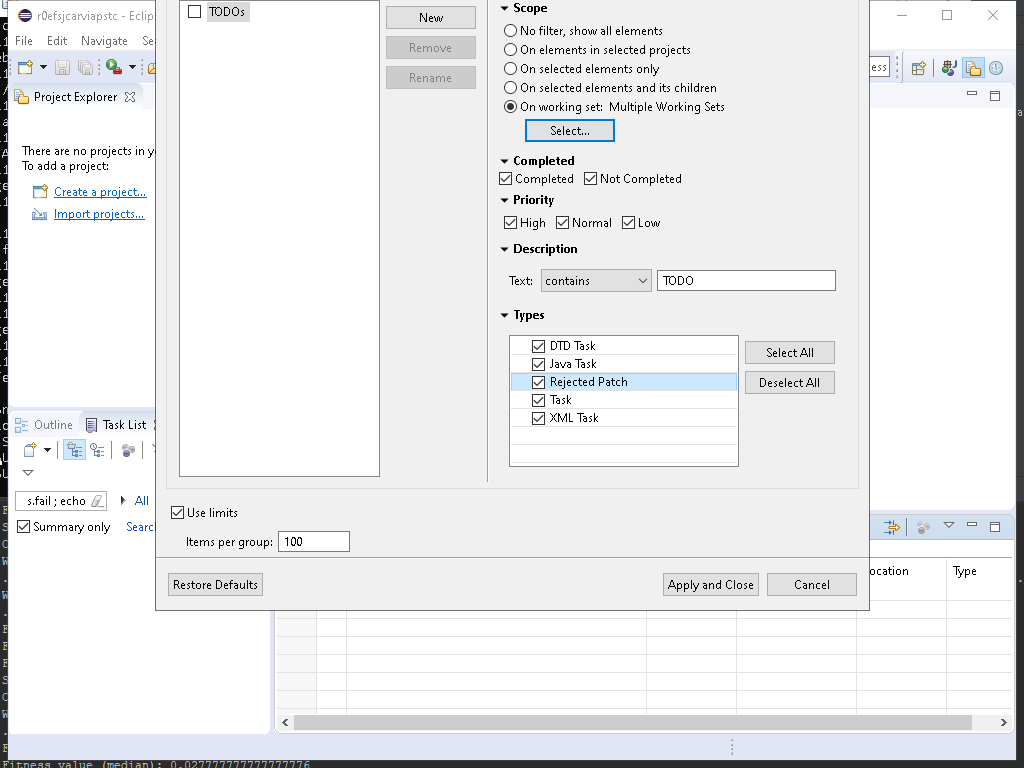 r0efsjcarviapstc - Eclip
File Edit Navigate Se
ess
Project Explorer
There are no projects in y
To add a project:
Create a project...
Import projects...
Outline
Task List
s.fail ; echo
All
Summary only
Searc
TODOs
New
Remove
Rename
Scope
No filter, show all elements
On elements in selected projects
On selected elements only
On selected elements and its children
On working set: Multiple Working Sets
Select...
Completed
Completed Not Completed
Priority
High Normal Low
Description
Text: contains TODO
Types
DTD Task
Java Task
Rejected Patch
Task
XML Task
Select All
Deselect All
Use limits
Items per group: 100
Restore Defaults
Apply and Close
Cancel
ocation
Type
Fitness value (median): 0.027777777777777776